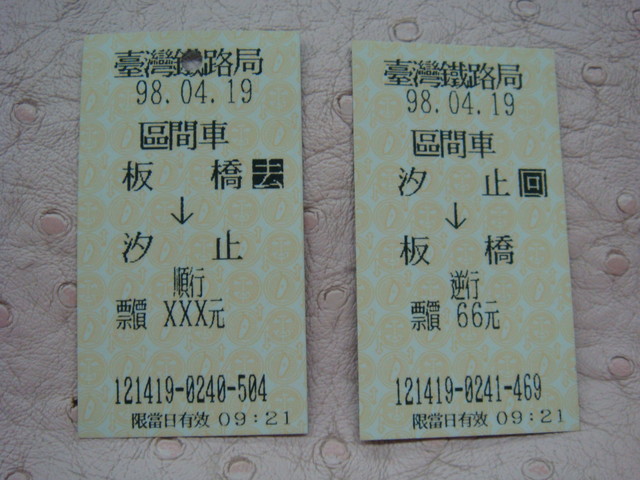 臺灣鐵路局
98.04.19
區間車
板橋去
↓
汐止
順行
票價 XXX元
121419-0240-504
限當日有效 09:21
臺灣鐵路局
98.04.19
區間車
汐止回
↓
板橋
逆行
票價 66元
121419-0241-469
限當日有效 09:21